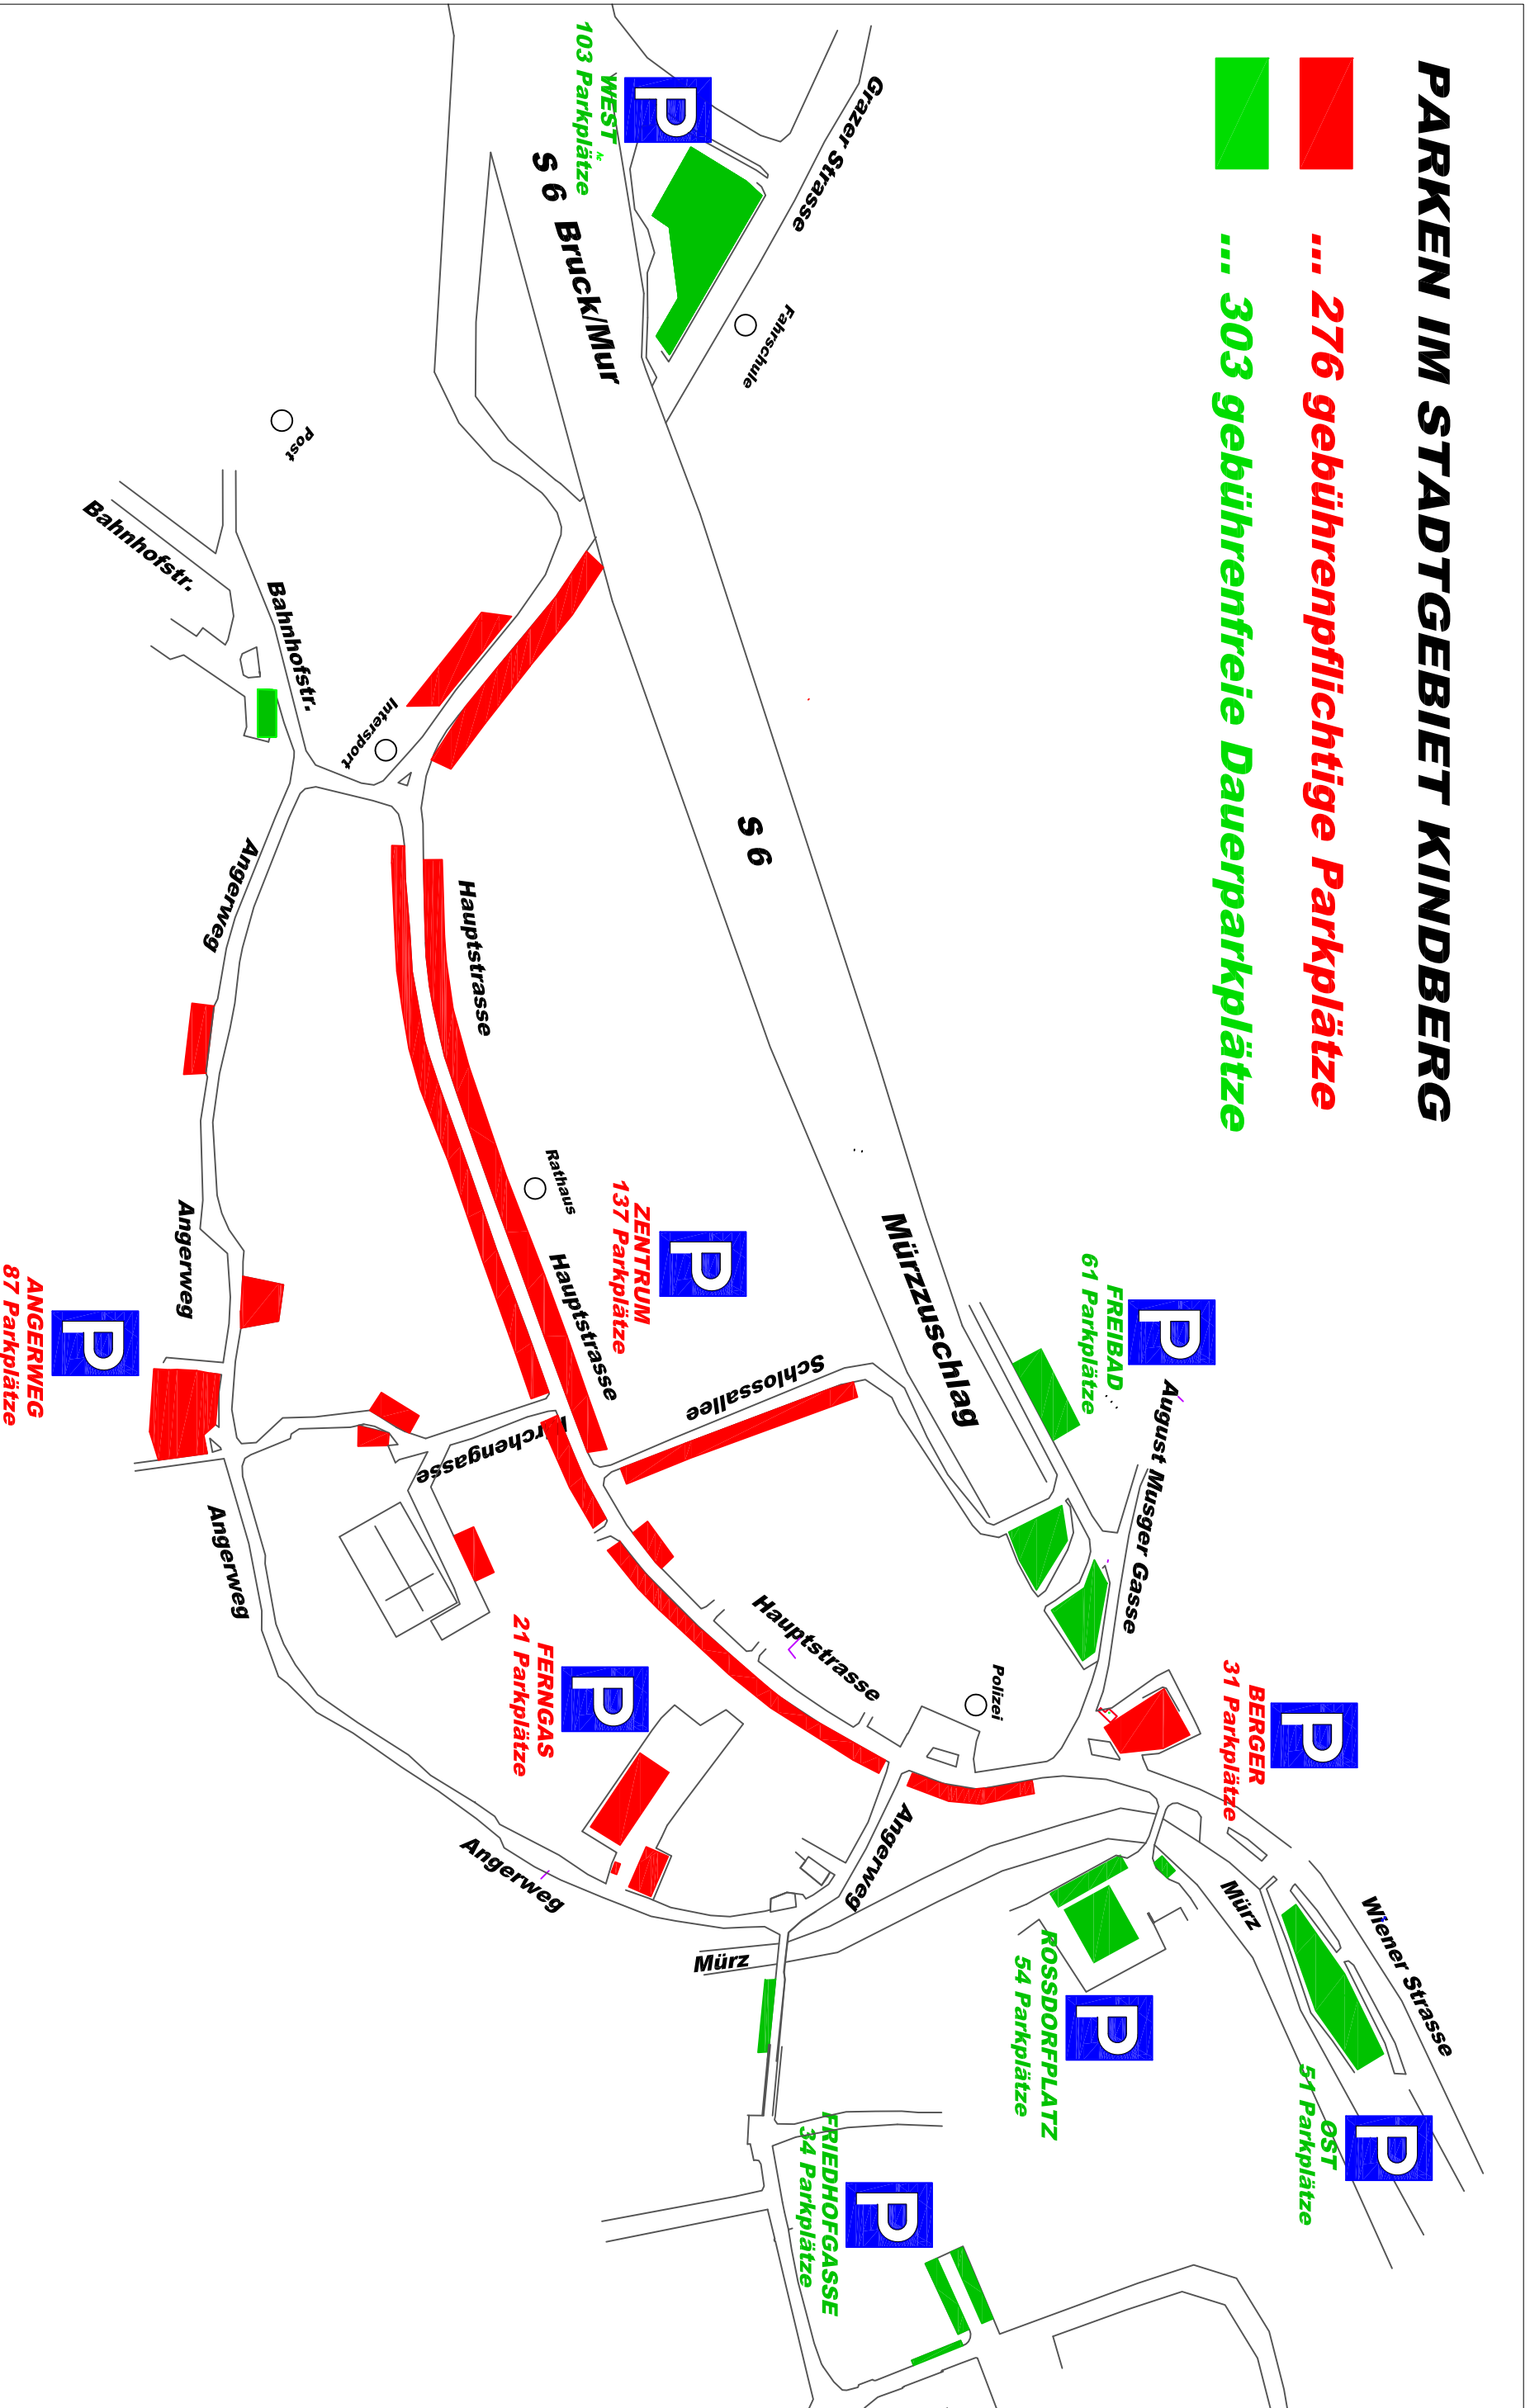 PARKEN IM STADTGEBIET KINDBERG
... 276 gebührenpflichtige Parkplätze
... 303 gebührenfreie Dauerparkplätze
P
WEST
103 Parkplätze
Grazer Strasse
Fahrschule
S 6 Bruck/Mur
S 6
Mürzzuschlag
Post
Bahnhofstr.
Bahnhofstr.
Intersport
Angerweg
Hauptstrasse
Rathaus
Hauptstrasse
P
ZENTRUM
137 Parkplätze
Schlossallee
P
FREIBAD
61 Parkplätze
August Musger Gasse
Angerweg
P
ANGERWEG
87 Parkplätze
Angerweg
Hauptstrasse
Polizei
P
BERGER
31 Parkplätze
P
FERNGAS
21 Parkplätze
Angerweg
Angerweg
Mürz
Mürz
Wiener Strasse
P
ROSSDORFPLATZ
54 Parkplätze
P
OST
51 Parkplätze
P
FRIEDHOFGASSE
34 Parkplätze